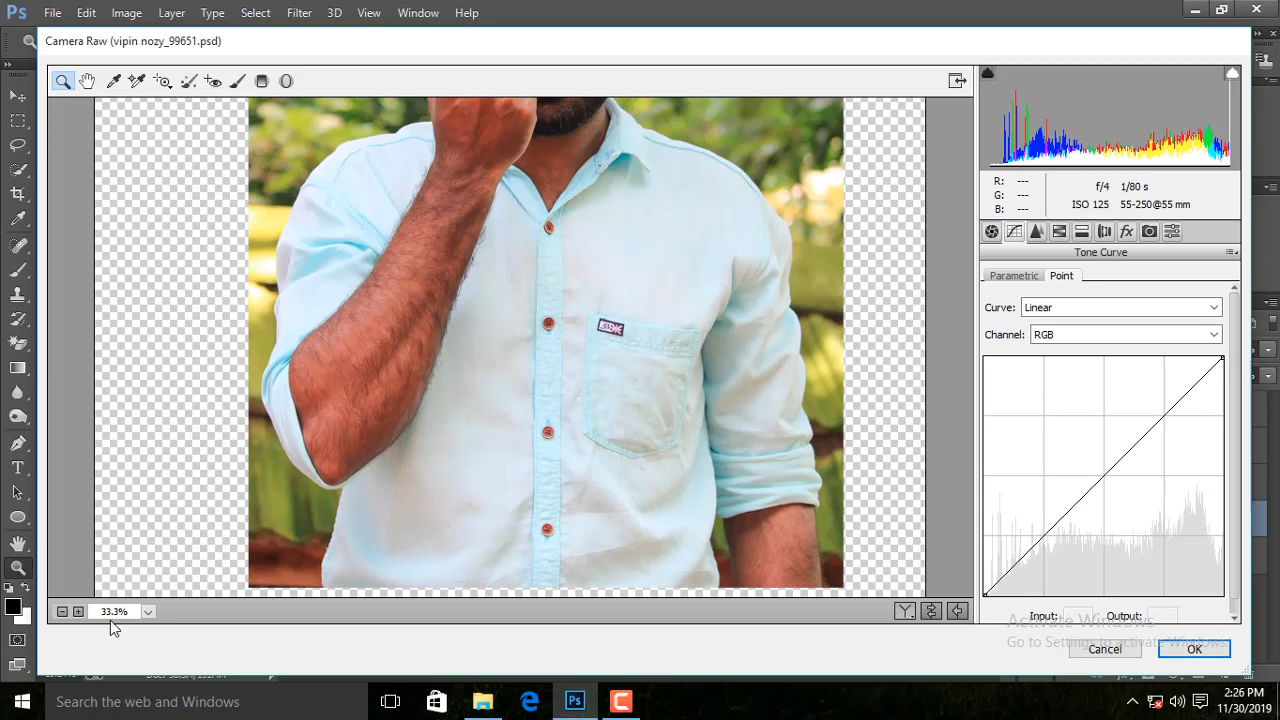 Ps File Edit Image Layer Type Select Filter 3D View Window Help
Camera Raw (vipin nozy_99651.psd)
R: ---
G: ---
B: ---
f/4 1/80 s
ISO 125 55-250@55 mm
fx
Tone Curve
Parametric Point
Curve: Linear
Channel: RGB
Input: Output:
33.3%
Activate Windows
Go to Settings to activate Windows.
Cancel OK
Search the web and Windows
Ps
2:26 PM
11/30/2019